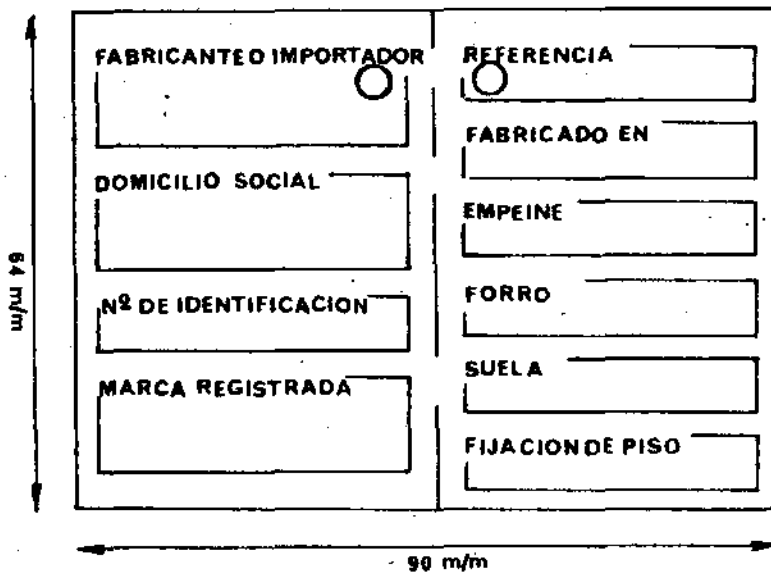 FABRICANTE O IMPORTADOR
DOMICILIO SOCIAL
Nº DE IDENTIFICACION
MARCA REGISTRADA
REFERENCIA
FABRICADO EN
EMPEINE
FORRO
SUELA
FIJACION DE PISO
64 m/m
90 m/m